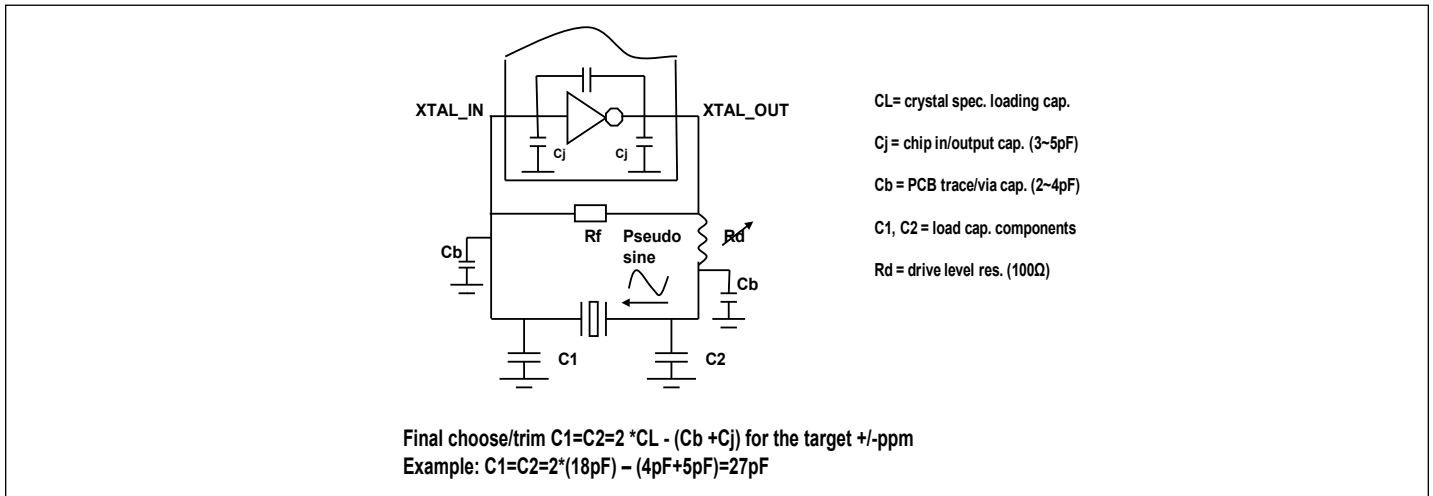 XTAL_IN
XTAL_OUT
Cj
Cj
Rf
Pseudo
sine
Rd
Cb
Cb
C1
C2
CL= crystal spec. loading cap.
Cj = chip in/output cap. (3~5pF)
Cb = PCB trace/via cap. (2~4pF)
C1, C2 = load cap. components
Rd = drive level res. (100Ω)
Final choose/trim C1=C2=2 *CL - (Cb +Cj) for the target +/-ppm
Example: C1=C2=2*(18pF) – (4pF+5pF)=27pF